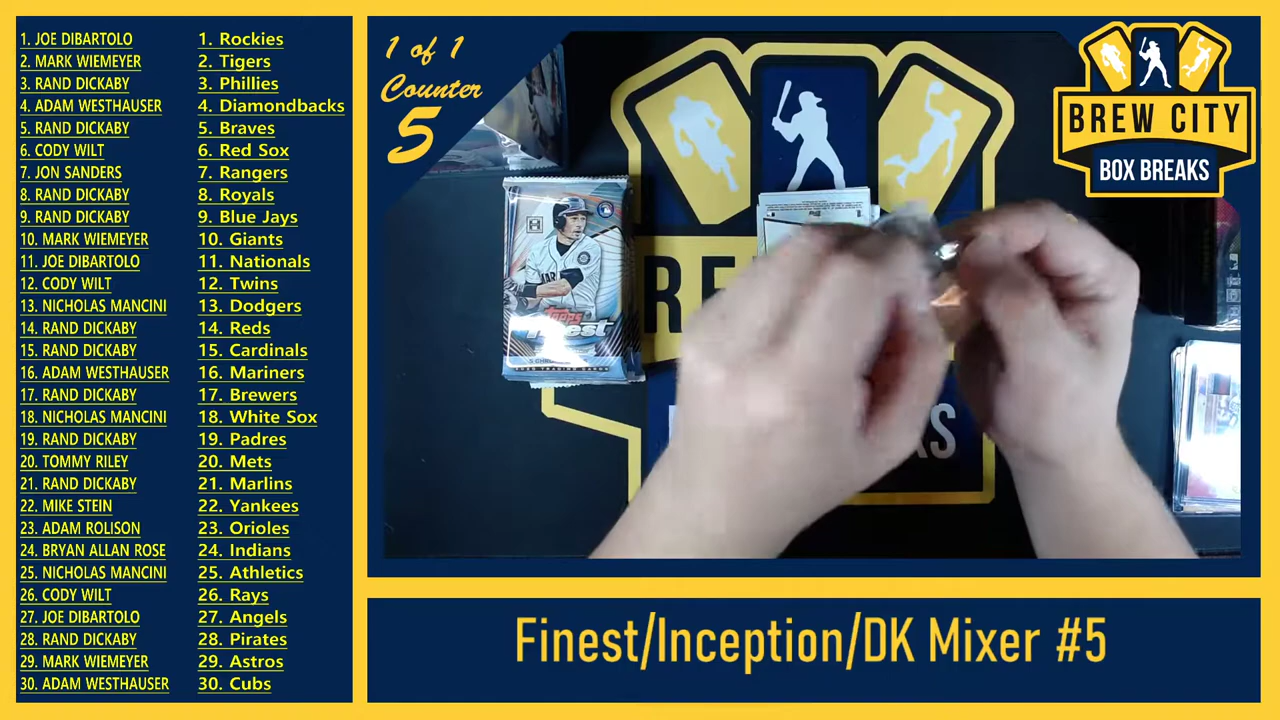 1. JOE DIBARTOLO 1. Rockies
2. MARK WIEMEYER 2. Tigers
3. RAND DICKABY 3. Phillies
4. ADAM WESTHAUSER 4. Diamondbacks
5. RAND DICKABY 5. Braves
6. CODY WILT 6. Red Sox
7. JON SANDERS 7. Rangers
8. RAND DICKABY 8. Royals
9. RAND DICKABY 9. Blue Jays
10. MARK WIEMEYER 10. Giants
11. JOE DIBARTOLO 11. Nationals
12. CODY WILT 12. Twins
13. NICHOLAS MANCINI 13. Dodgers
14. RAND DICKABY 14. Reds
15. RAND DICKABY 15. Cardinals
16. ADAM WESTHAUSER 16. Mariners
17. RAND DICKABY 17. Brewers
18. NICHOLAS MANCINI 18. White Sox
19. RAND DICKABY 19. Padres
20. TOMMY RILEY 20. Mets
21. RAND DICKABY 21. Marlins
22. MIKE STEIN 22. Yankees
23. ADAM ROLISON 23. Orioles
24. BRYAN ALLAN ROSE 24. Indians
25. NICHOLAS MANCINI 25. Athletics
26. CODY WILT 26. Rays
27. JOE DIBARTOLO 27. Angels
28. RAND DICKABY 28. Pirates
29. MARK WIEMEYER 29. Astros
30. ADAM WESTHAUSER 30. Cubs
1 of 1
Counter
5
BREW CITY
BOX BREAKS
Topps
Finest
Finest/Inception/DK Mixer #5